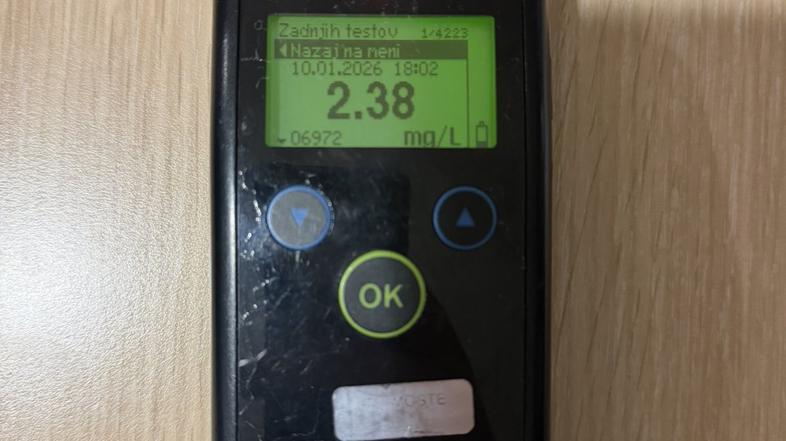 Zadnjih testov 1/4223
Nazaj na meni
10.01.2026 18:02
2.38
06972 mg/L
OK